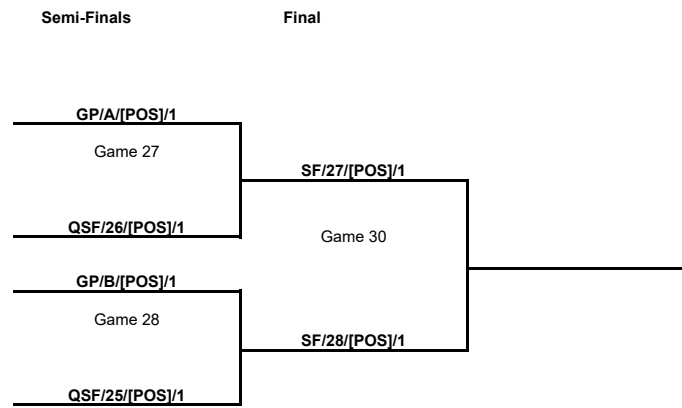 Semi-Finals Final
GP/A/[POS]/1
Game 27
SF/27/[POS]/1
QSF/26/[POS]/1
Game 30
GP/B/[POS]/1
Game 28
SF/28/[POS]/1
QSF/25/[POS]/1